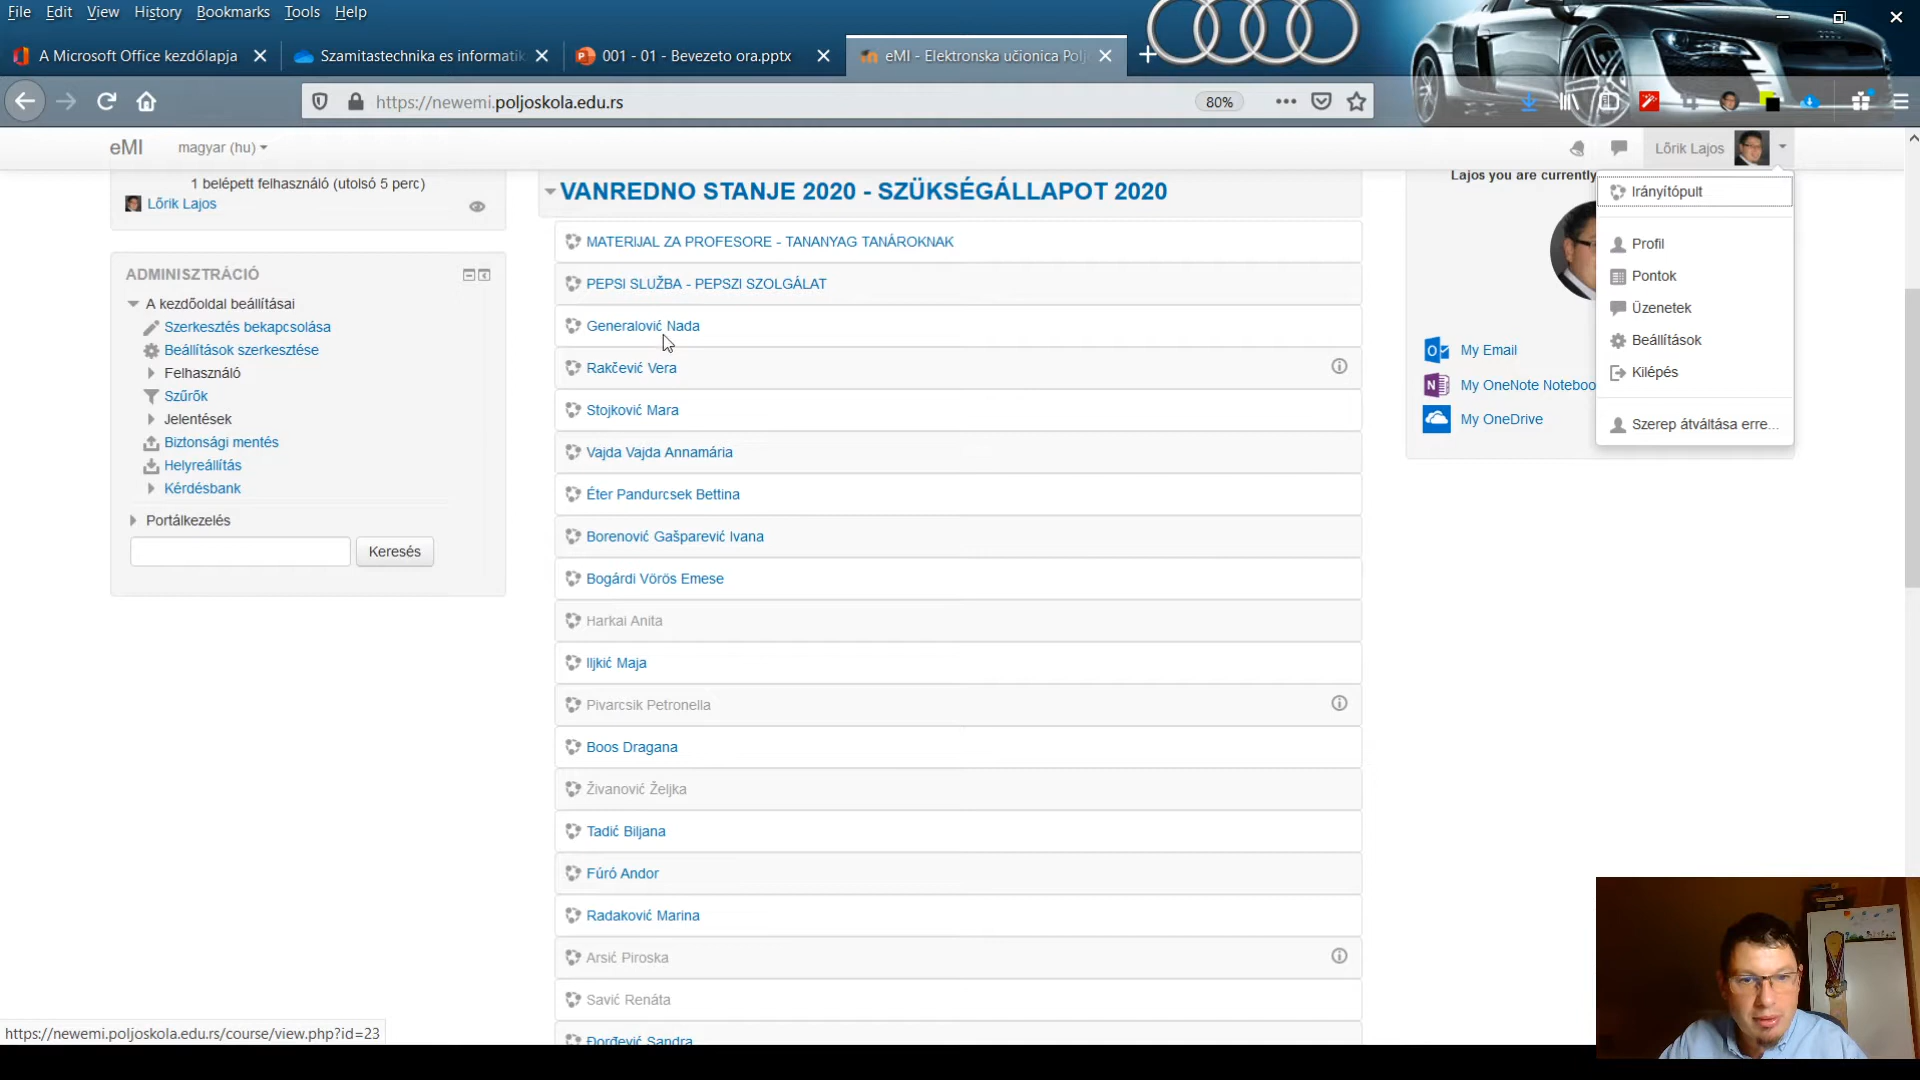 File Edit View History Bookmarks Tools Help
A Microsoft Office kezdőlapja
Szamitastechnika es informatik
001 - 01 - Bevezeto ora.pptx
eMI - Elektronska učionica Polj
https://newemi.poljoskola.edu.rs
80%
eMI
magyar (hu)
Lőrik Lajos
1 belépett felhasználó (utolsó 5 perc)
Lőrik Lajos
ADMINISZTRÁCIÓ
A kezdőoldal beállításai
Szerkesztés bekapcsolása
Beállítások szerkesztése
Felhasználó
Szűrők
Jelentések
Biztonsági mentés
Helyreállítás
Kérdésbank
Portálkezelés
Keresés
VANREDNO STANJE 2020 - SZÜKSÉGÁLLAPOT 2020
MATERIJAL ZA PROFESORE - TANANYAG TANÁROKNAK
PEPSI SLUŽBA - PEPSZI SZOLGÁLAT
Generalović Nada
Rakčević Vera
Stojković Mara
Vajda Vajda Annamária
Éter Pandurcsek Bettina
Borenović Gašparević Ivana
Bogárdi Vörös Emese
Harkai Anita
Iljkić Maja
Pivarcsik Petronella
Boos Dragana
Živanović Željka
Tadić Biljana
Fúró Andor
Radaković Marina
Arsić Piroska
Savić Renáta
Đorđević Sandra
Lajos you are currently
My Email
My OneNote Noteboo
My OneDrive
Irányítópult
Profil
Pontok
Üzenetek
Beállítások
Kilépés
Szerep átváltása erre...
https://newemi.poljoskola.edu.rs/course/view.php?id=23